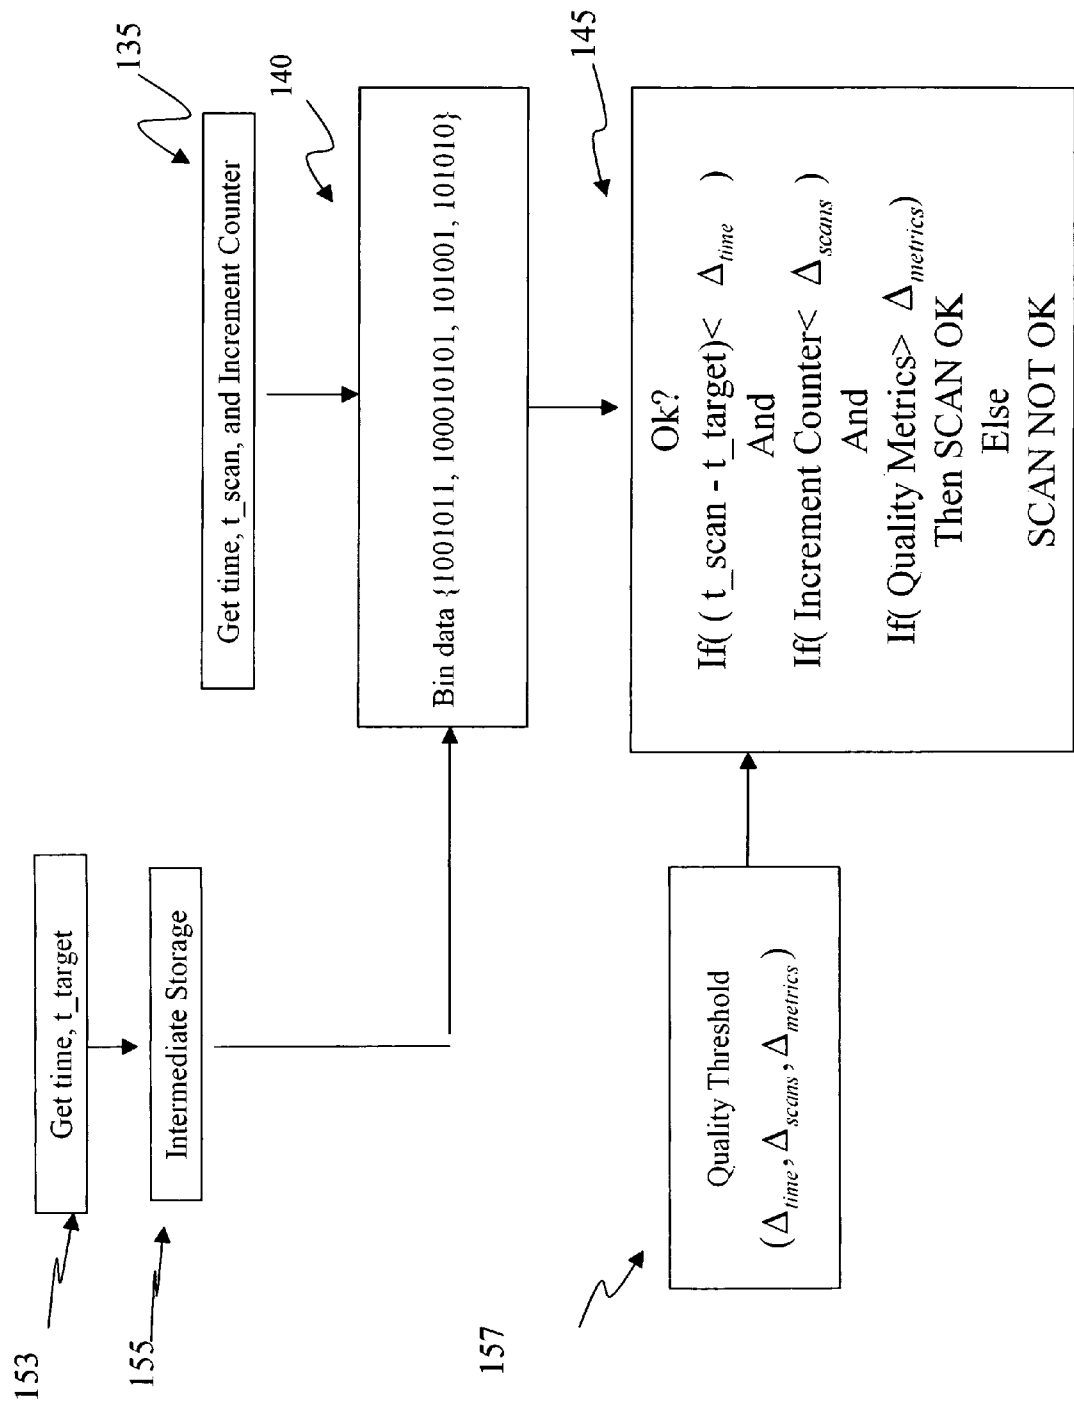 153
Get time, t_target
155
Intermediate Storage
135
Get time, t_scan, and Increment Counter
140
Bin data {1001011, 100010101, 101001, 101010}
157
Quality Threshold
(Δtime, Δscans, Δmetrics)
145
Ok?
If( ( t_scan - t_target)< Δtime )
And
If( Increment Counter< Δscans )
And
If( Quality Metrics> Δmetrics)
Then SCAN OK
Else
SCAN NOT OK